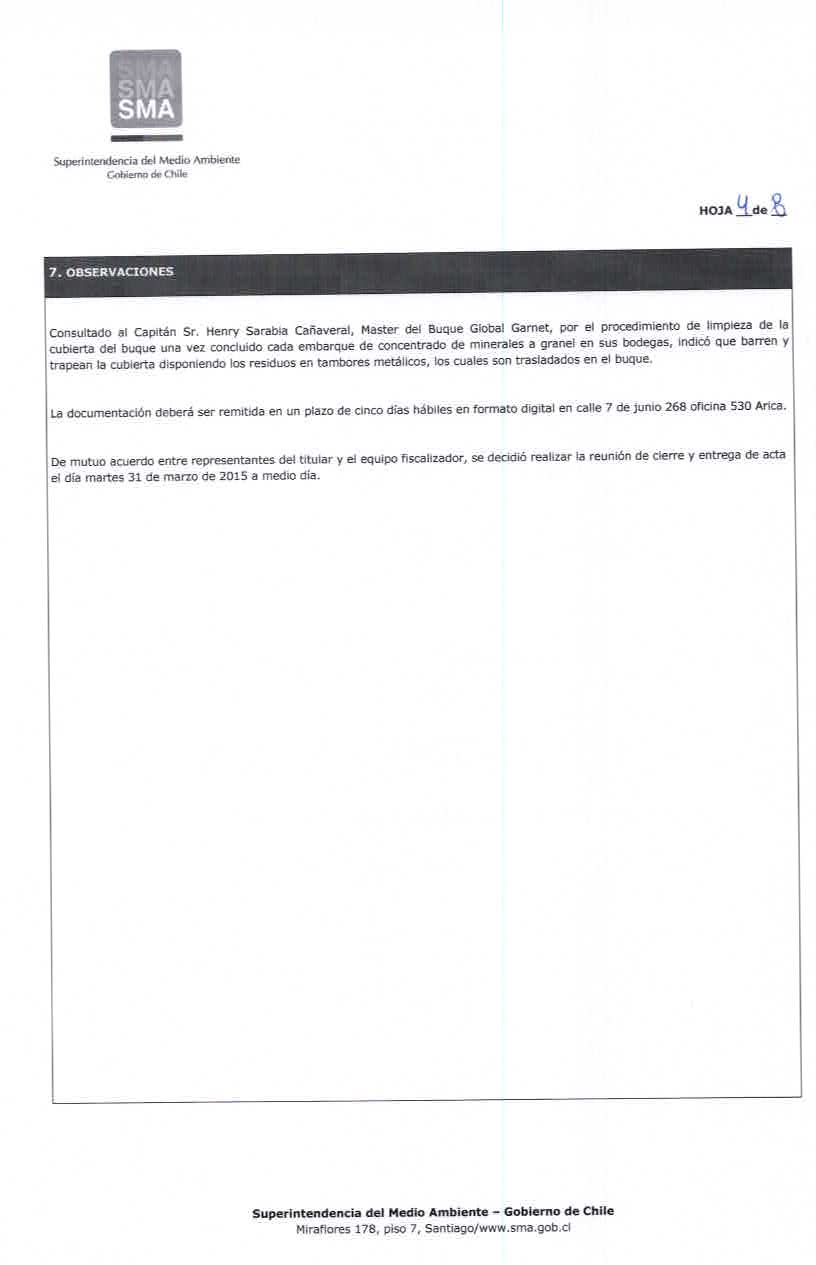 SMA
SMA
SMA
Superintendencia del Medio Ambiente
Gobierno de Chile
HOJA 4 de 8
7. OBSERVACIONES
Consultado al Capitán Sr. Henry Sarabia Cañaveral, Master del Buque Global Garnet, por el procedimiento de limpieza de la
cubierta del buque una vez concluido cada embarque de concentrado de minerales a granel en sus bodegas, indicó que barren y
trapean la cubierta disponiendo los residuos en tambores metálicos, los cuales son trasladados en el buque.
La documentación deberá ser remitida en un plazo de cinco días hábiles en formato digital en calle 7 de junio 268 oficina 530 Arica.
De mutuo acuerdo entre representantes del titular y el equipo fiscalizador, se decidió realizar la reunión de cierre y entrega de acta
el día martes 31 de marzo de 2015 a medio día.
Superintendencia del Medio Ambiente – Gobierno de Chile
Miraflores 178, piso 7, Santiago/www.sma.gob.cl